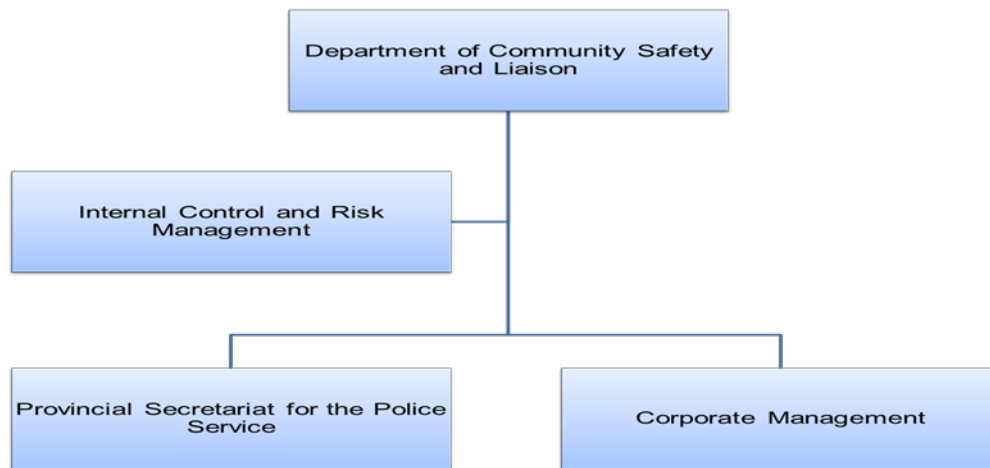 Department of Community Safety
and Liaison
Internal Control and Risk
Management
Provincial Secretariat for the Police
Service
Corporate Management